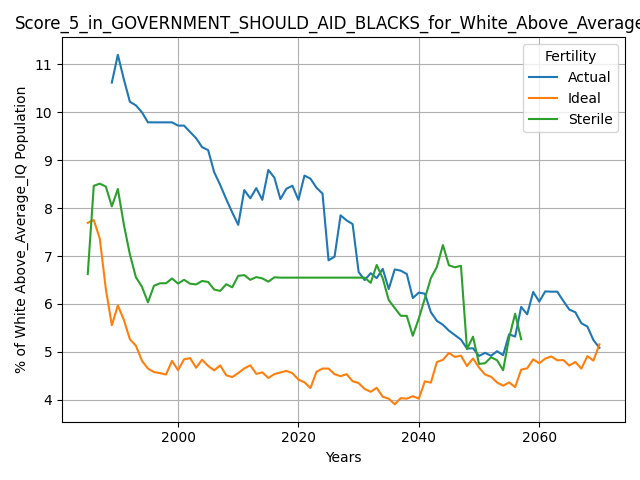 Score_5_in_GOVERNMENT_SHOULD_AID_BLACKS_for_White_Above_Average
Fertility
Actual
Ideal
Sterile
% of White Above_Average_IQ Population
11
10
9
8
7
6
5
4
2000 2020 2040 2060
Years